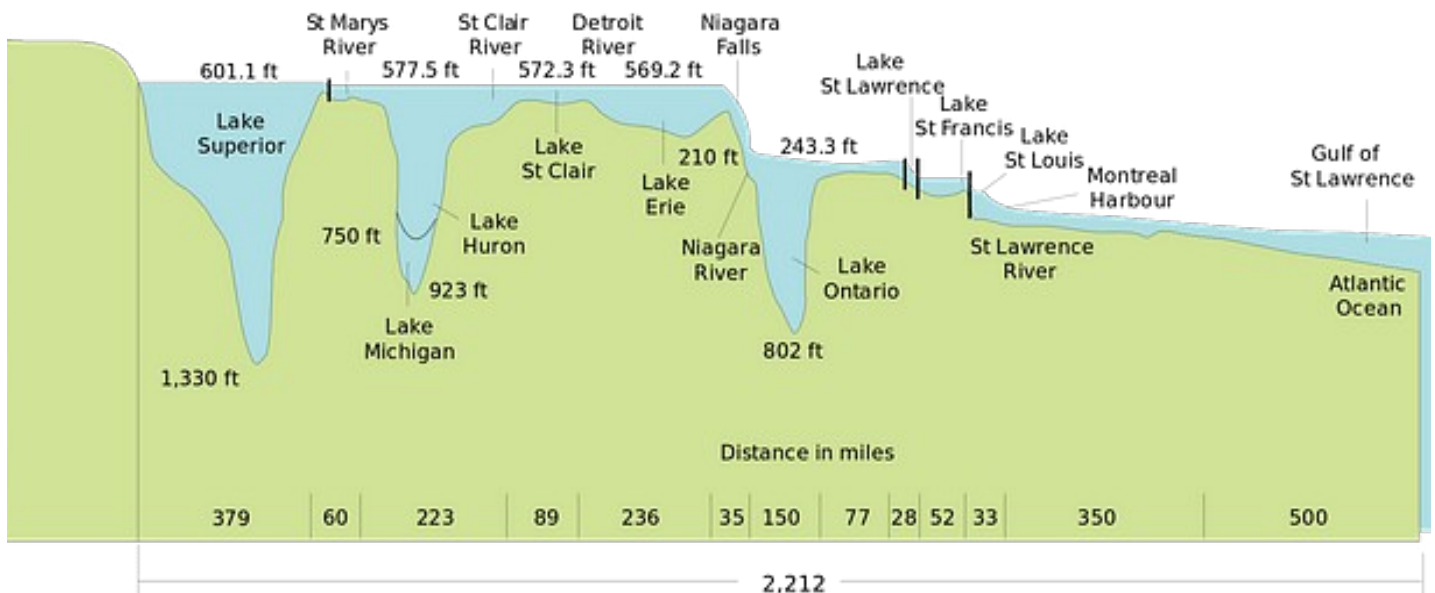 St Marys
River
St Clair
River
Detroit
River
Niagara
Falls
601.1 ft
577.5 ft
572.3 ft
569.2 ft
Lake
St Lawrence
Lake
St Francis
Lake
St Louis
Lake
Superior
Lake
St Clair
210 ft
243.3 ft
Montreal
Harbour
Gulf of
St Lawrence
Lake
Erie
750 ft
Lake
Huron
Niagara
River
Lake
Ontario
St Lawrence
River
Atlantic
Ocean
923 ft
Lake
Michigan
802 ft
1,330 ft
Distance in miles
379 60 223 89 236 35 150 77 28 52 33 350 500
2,212